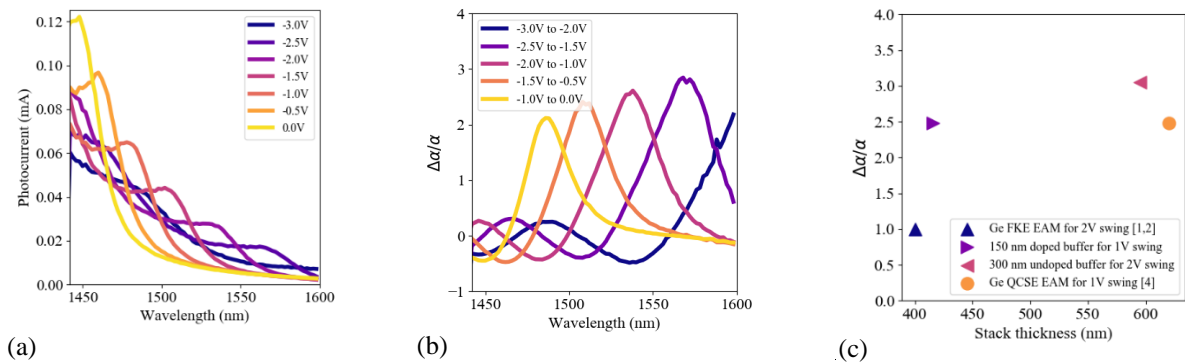 0.12
0.10
0.08
0.06
0.04
0.02
0.00
Photocurrent (mA)
-3.0V
-2.5V
-2.0V
-1.5V
-1.0V
-0.5V
0.0V
1450 1500 1550 1600
Wavelength (nm)
(a)
4
3
2
1
0
−1
Δα/α
-3.0V to -2.0V
-2.5V to -1.5V
-2.0V to -1.0V
-1.5V to -0.5V
-1.0V to 0.0V
1450 1500 1550 1600
Wavelength (nm)
(b)
4.0
3.5
3.0
2.5
2.0
1.5
1.0
0.5
0.0
Δα/α
Ge FKE EAM for 2V swing [1,2]
150 nm doped buffer for 1V swing
300 nm undoped buffer for 2V swing
Ge QCSE EAM for 1V swing [4]
400 450 500 550 600
Stack thickness (nm)
(c)